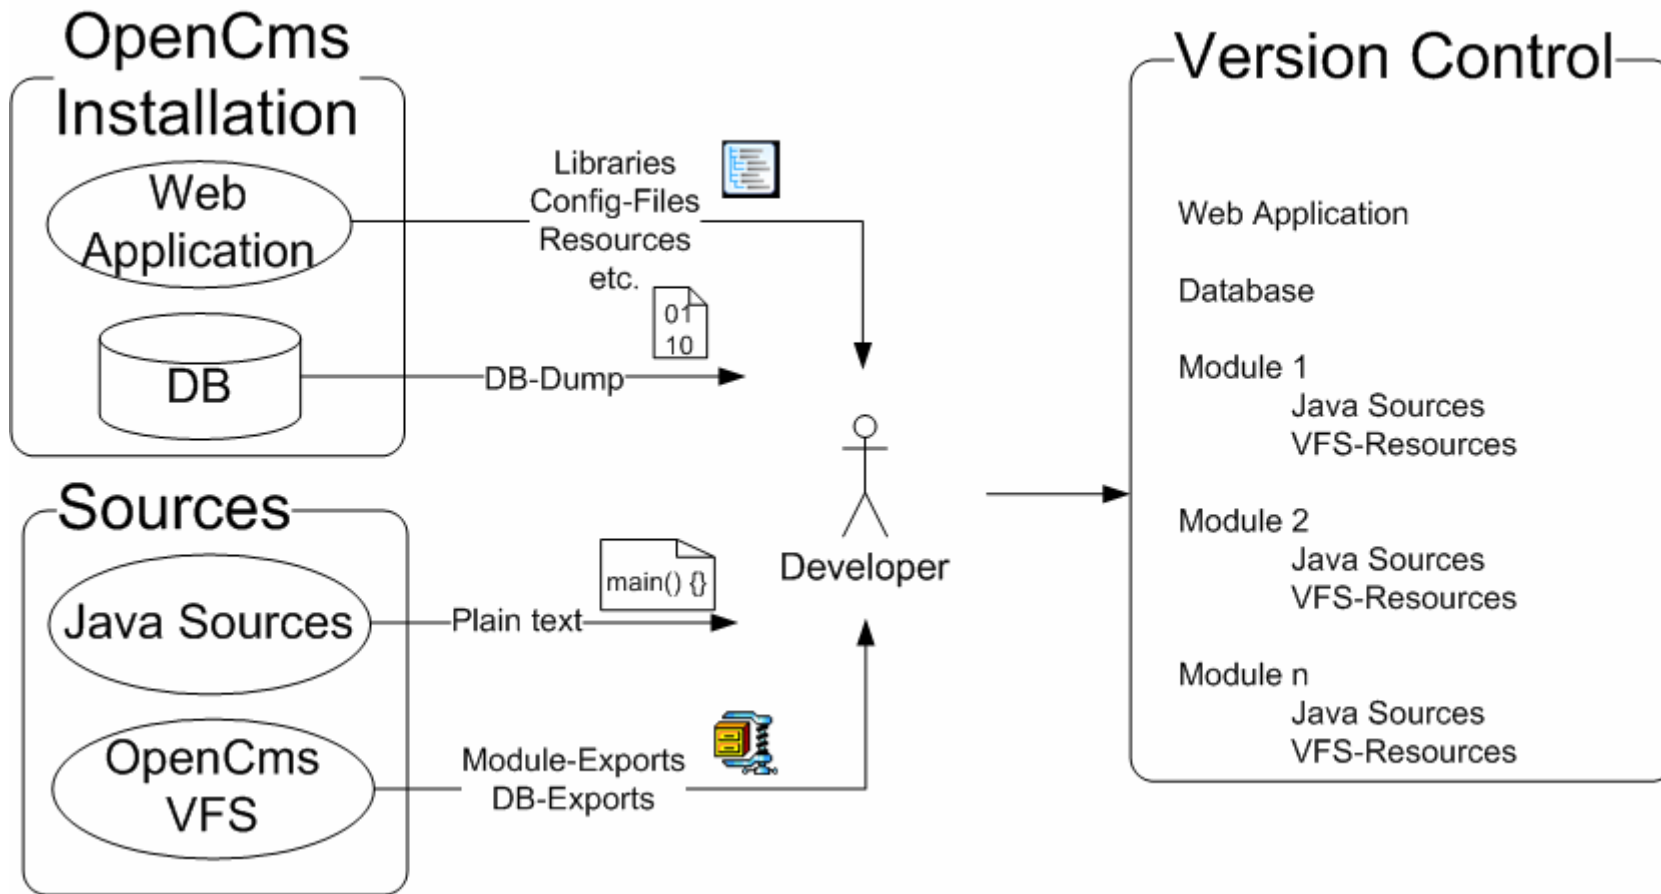 OpenCms
Installation
Web
Application
DB
Libraries
Config-Files
Resources
etc.
01
10
DB-Dump
Sources
Java Sources
OpenCms
VFS
main() {}
Plain text
Module-Exports
DB-Exports
Developer
Version Control
Web Application
Database
Module 1
Java Sources
VFS-Resources
Module 2
Java Sources
VFS-Resources
Module n
Java Sources
VFS-Resources